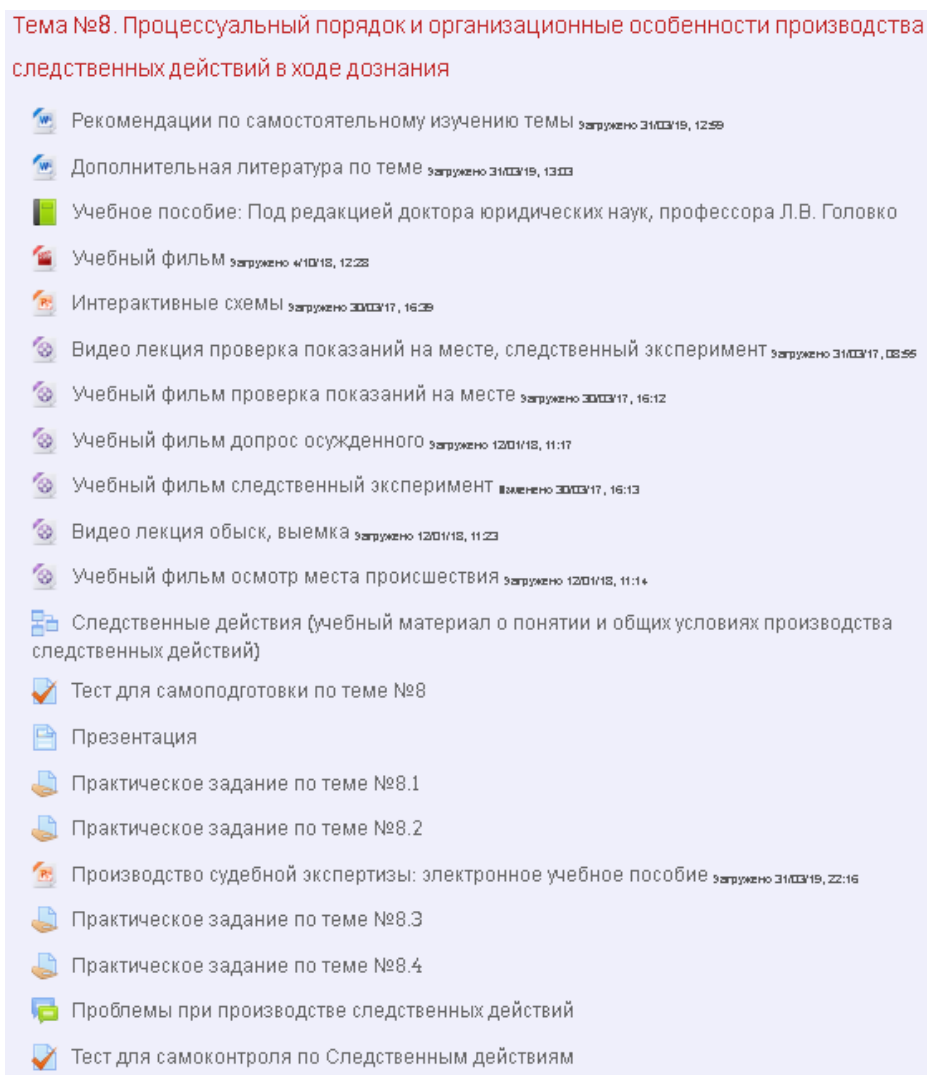 Тема №8. Процессуальный порядок и организационные особенности производства
следственных действий в ходе дознания
Рекомендации по самостоятельному изучению темы Загружено 31/03/19, 12:59
Дополнительная литература по теме Загружено 31/03/19, 13:03
Учебное пособие: Под редакцией доктора юридических наук, профессора Л.В. Головко
Учебный фильм Загружено 4/10/18, 12:28
Интерактивные схемы Загружено 30/03/17, 16:39
Видео лекция проверка показаний на месте, следственный эксперимент Загружено 31/03/17, 08:55
Учебный фильм проверка показаний на месте Загружено 30/03/17, 16:12
Учебный фильм допрос осужденного Загружено 12/01/18, 11:17
Учебный фильм следственный эксперимент Изменено 30/03/17, 16:13
Видео лекция обыск, выемка Загружено 12/01/18, 11:23
Учебный фильм осмотр места происшествия Загружено 12/01/18, 11:14
Следственные действия (учебный материал о понятии и общих условиях производства
следственных действий)
Тест для самоподготовки по теме №8
Презентация
Практическое задание по теме №8.1
Практическое задание по теме №8.2
Производство судебной экспертизы: электронное учебное пособие Загружено 31/03/19, 22:16
Практическое задание по теме №8.3
Практическое задание по теме №8.4
Проблемы при производстве следственных действий
Тест для самоконтроля по Следственным действиям